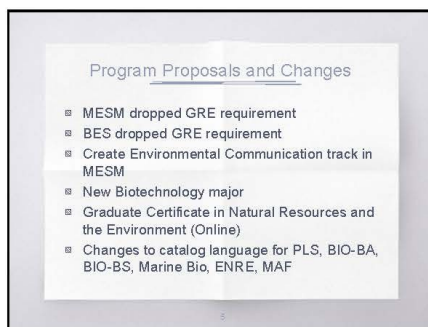 Program Proposals and Changes
MESM dropped GRE requirement
BES dropped GRE requirement
Create Environmental Communication track in
MESM
New Biotechnology major
Graduate Certificate in Natural Resources and
the Environment (Online)
Changes to catalog language for PLS, BIO-BA,
BIO-BS, Marine Bio, ENRE, MAF
5